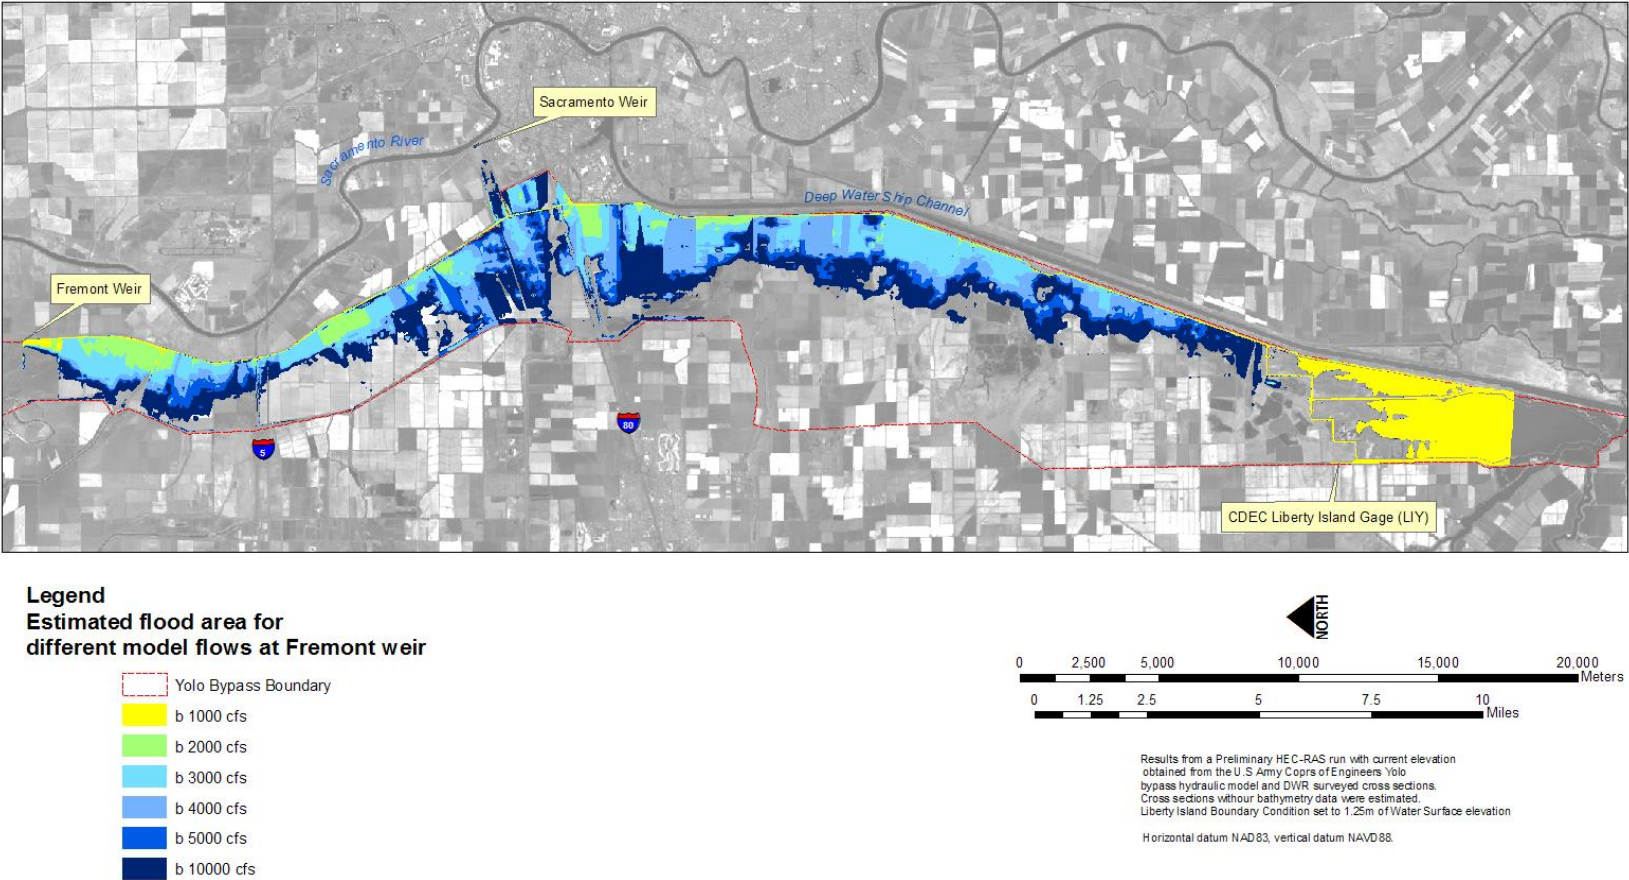 Sacramento Weir
Sacramento River
Deep Water Ship Channel
Fremont Weir
5
80
CDEC Liberty Island Gage (LIY)
Legend
Estimated flood area for
different model flows at Fremont weir
Yolo Bypass Boundary
b 1000 cfs
b 2000 cfs
b 3000 cfs
b 4000 cfs
b 5000 cfs
b 10000 cfs
NORTH
0 2,500 5,000 10,000 15,000 20,000
Meters
0 1.25 2.5 5 7.5 10
Miles
Results from a Preliminary HEC-RAS run with current elevation
obtained from the U.S Army Coprs of Engineers Yolo
bypass hydraulic model and DWR surveyed cross sections.
Cross sections withour bathymetry data were estimated.
Liberty Island Boundary Condition set to 1.25m of Water Surface elevation
Horizontal datum NAD83, vertical datum NAVD88.